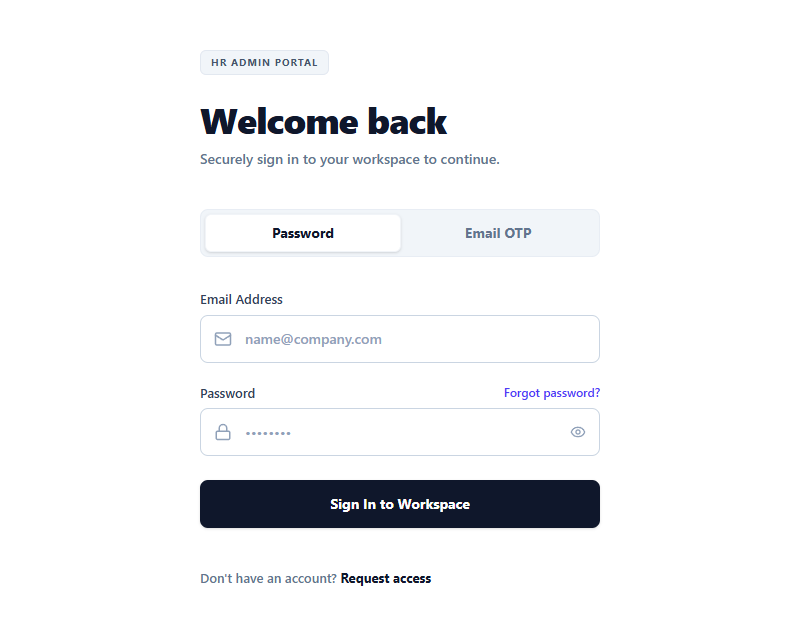 HR ADMIN PORTAL
Welcome back
Securely sign in to your workspace to continue.
Password Email OTP
Email Address
name@company.com
Password Forgot password?
••••••••
Sign In to Workspace
Don't have an account? Request access